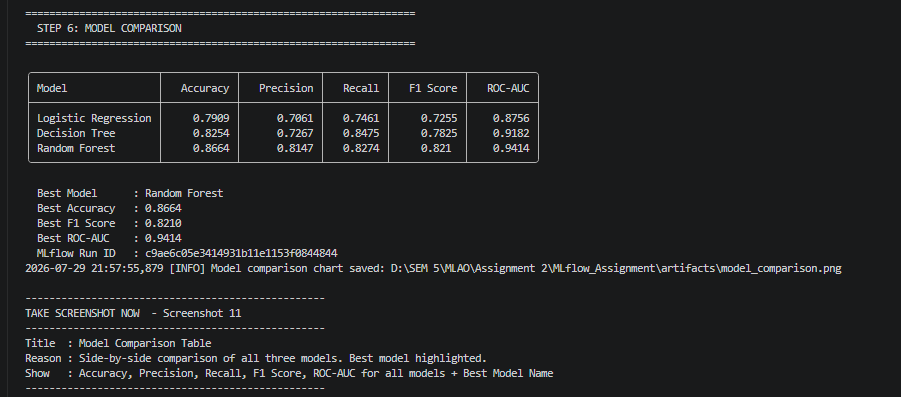 =================================================================
STEP 6: MODEL COMPARISON
=================================================================
Model Accuracy Precision Recall F1 Score ROC-AUC
Logistic Regression 0.7909 0.7061 0.7461 0.7255 0.8756
Decision Tree 0.8254 0.7267 0.8475 0.7825 0.9182
Random Forest 0.8664 0.8147 0.8274 0.821 0.9414
Best Model : Random Forest
Best Accuracy : 0.8664
Best F1 Score : 0.8210
Best ROC-AUC : 0.9414
MLflow Run ID : c9ae6c05e3414931b11e1153f0844844
2026-07-29 21:57:55,879 [INFO] Model comparison chart saved: D:\SEM 5\MLAO\Assignment 2\MLflow_Assignment\artifacts\model_comparison.png
--------------------------------------------------
TAKE SCREENSHOT NOW - Screenshot 11
--------------------------------------------------
Title : Model Comparison Table
Reason : Side-by-side comparison of all three models. Best model highlighted.
Show : Accuracy, Precision, Recall, F1 Score, ROC-AUC for all models + Best Model Name
--------------------------------------------------